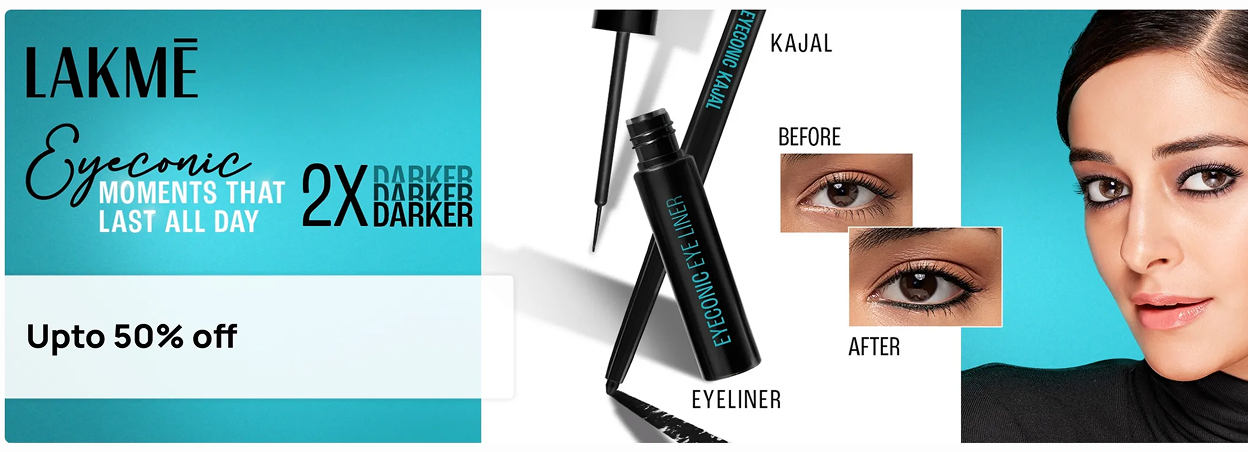 LAKMĒ
Eyeconic
MOMENTS THAT
LAST ALL DAY
2X DARKER
DARKER
DARKER
Upto 50% off
EYECONIC KAJAL
KAJAL
EYECONIC EYE LINER
EYELINER
BEFORE
AFTER